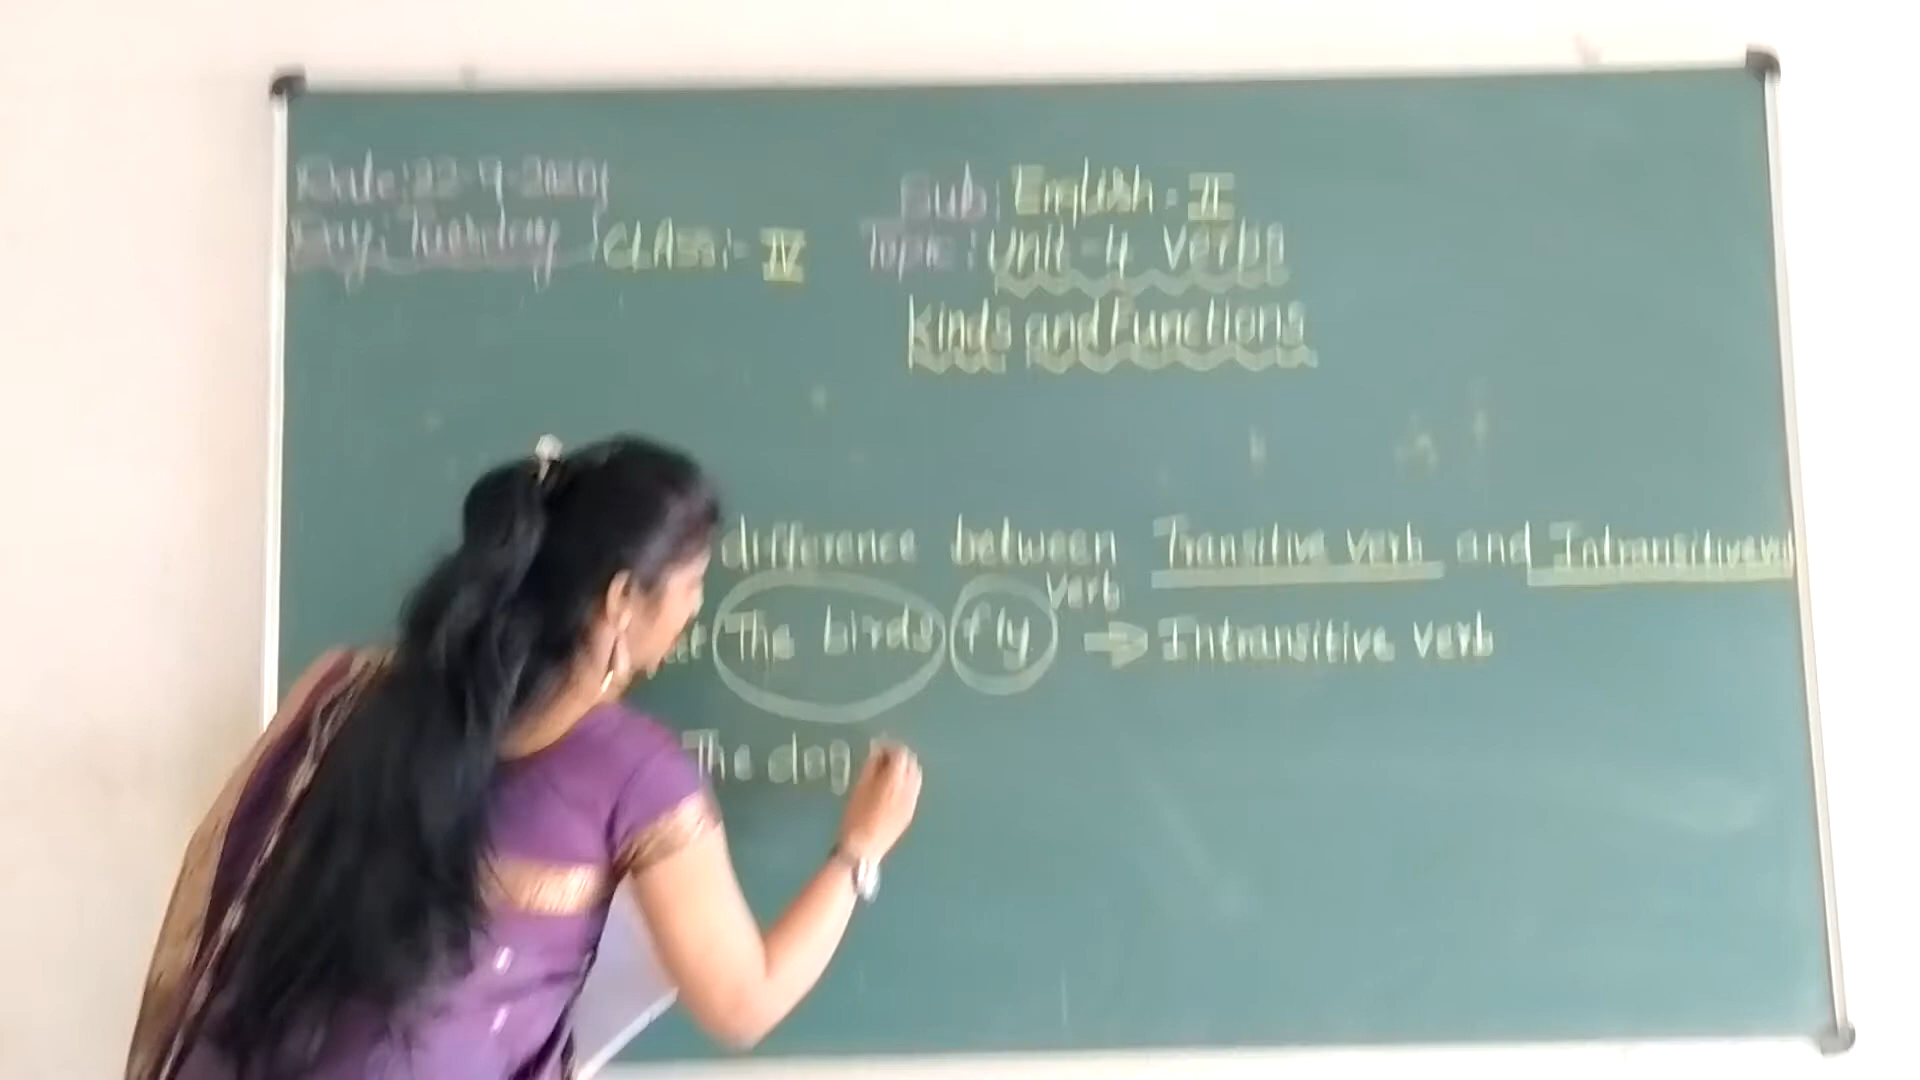 Date: 22-9-2020
Day: Tuesday CLASS:- IV
Sub: English - II
Topic: Unit-4 Verbs
Kinds and Functions
difference between Transitive verb and Intransitive
verb
The birds fly. ⇒ Intransitive verb
The dog